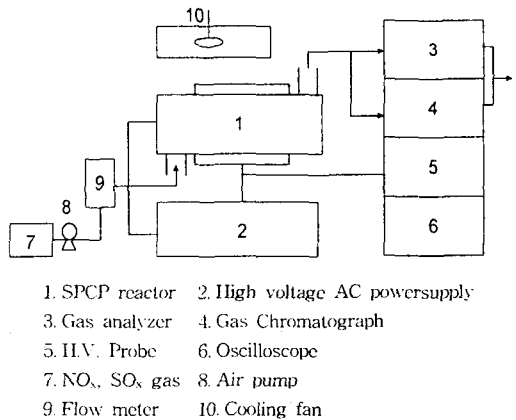 10
3
1
4
9
5
8
7
2
6
1. SPCP reactor 2. High voltage AC powersupply
3. Gas analyzer 4. Gas Chromatograph
5. H.V. Probe 6. Oscilloscope
7. NOₓ, SOₓ gas 8. Air pump
9. Flow meter 10. Cooling fan